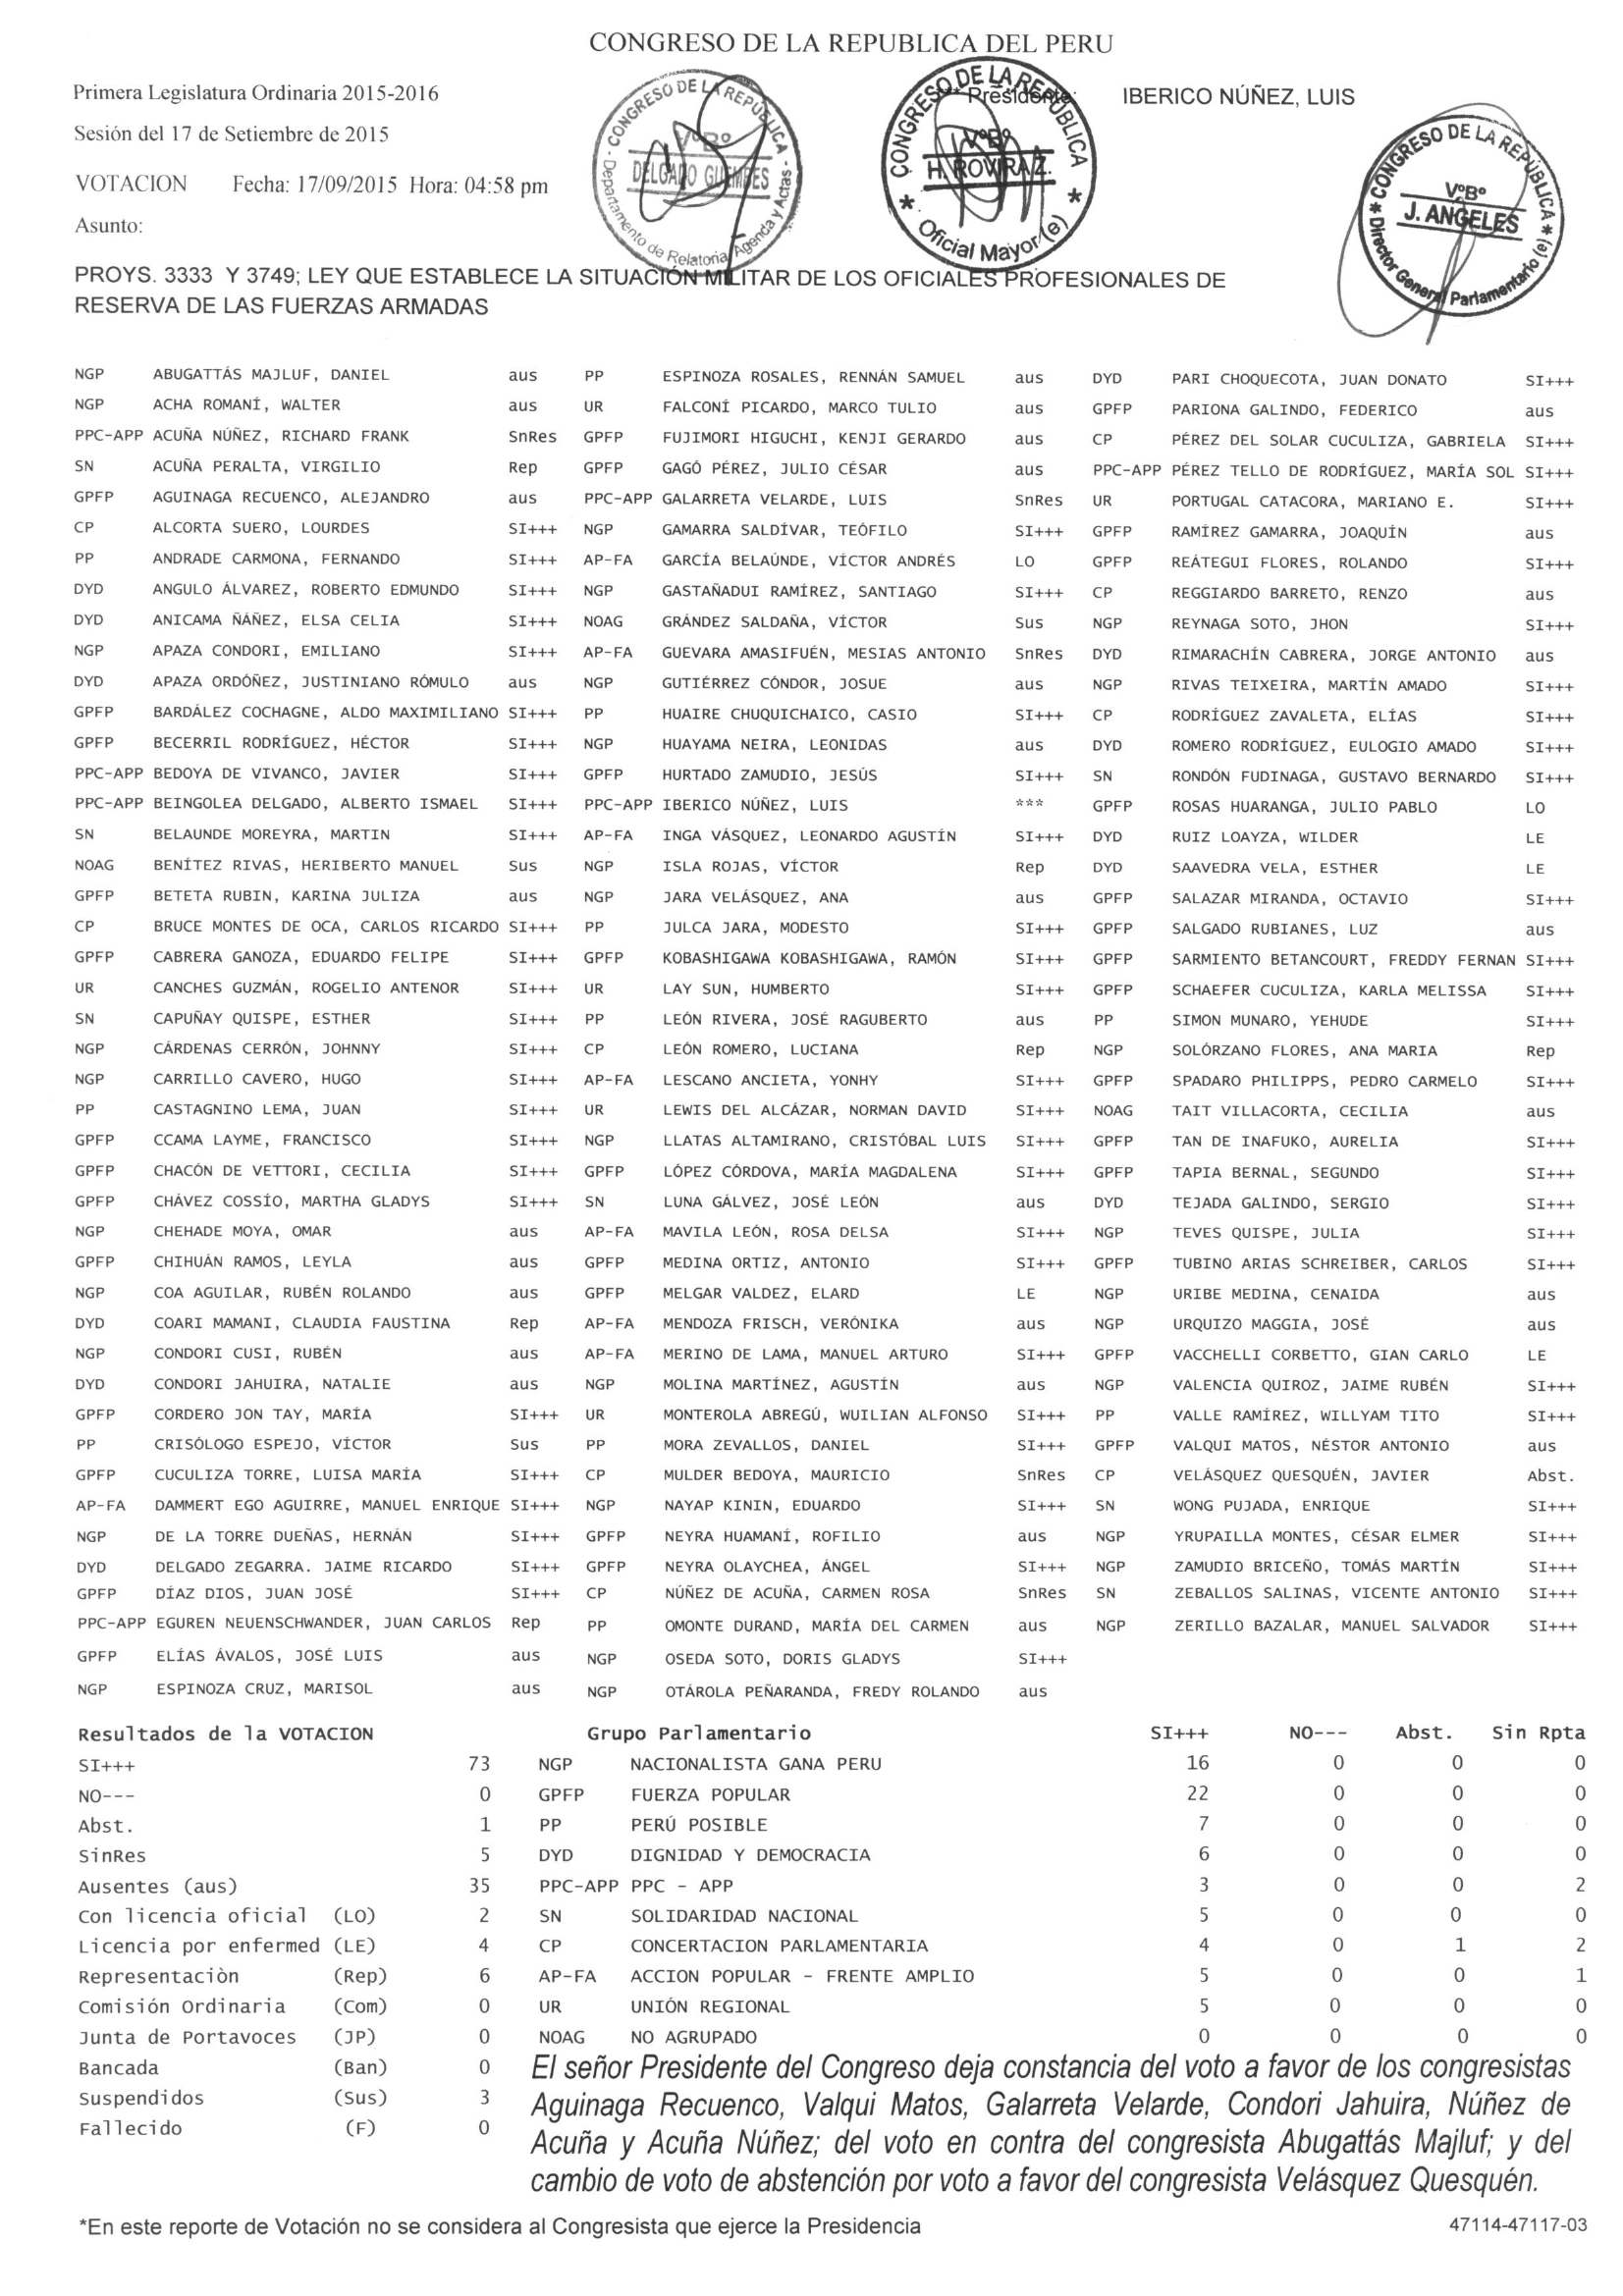 CONGRESO DE LA REPUBLICA DEL PERU
Primera Legislatura Ordinaria 2015-2016
Presidente: IBERICO NÚÑEZ, LUIS
Sesión del 17 de Setiembre de 2015
VOTACION Fecha: 17/09/2015 Hora: 04:58 pm
Asunto:
CONGRESO DE LA REPÚBLICA
VºBº
DELGADO GUEMBES
Departamento de Relatoria, Agenda y Actas
CONGRESO DE LA REPÚBLICA
VºBº
H. ROVIRA Z.
Oficial Mayor (e)
CONGRESO DE LA REPÚBLICA
VºBº
J. ANGELES
Director General Parlamentario (e)
PROYS. 3333 Y 3749; LEY QUE ESTABLECE LA SITUACIÓN MILITAR DE LOS OFICIALES PROFESIONALES DE
RESERVA DE LAS FUERZAS ARMADAS
NGP ABUGATTÁS MAJLUF, DANIEL aus PP ESPINOZA ROSALES, RENNÁN SAMUEL aus DYD PARI CHOQUECOTA, JUAN DONATO SI+++
NGP ACHA ROMANÍ, WALTER aus UR FALCONÍ PICARDO, MARCO TULIO aus GPFP PARIONA GALINDO, FEDERICO aus
PPC-APP ACUÑA NÚÑEZ, RICHARD FRANK SnRes GPFP FUJIMORI HIGUCHI, KENJI GERARDO aus CP PÉREZ DEL SOLAR CUCULIZA, GABRIELA SI+++
SN ACUÑA PERALTA, VIRGILIO Rep GPFP GAGÓ PÉREZ, JULIO CÉSAR aus PPC-APP PÉREZ TELLO DE RODRÍGUEZ, MARÍA SOL SI+++
GPFP AGUINAGA RECUENCO, ALEJANDRO aus PPC-APP GALARRETA VELARDE, LUIS SnRes UR PORTUGAL CATACORA, MARIANO E. SI+++
CP ALCORTA SUERO, LOURDES SI+++ NGP GAMARRA SALDÍVAR, TEÓFILO SI+++ GPFP RAMÍREZ GAMARRA, JOAQUÍN aus
PP ANDRADE CARMONA, FERNANDO SI+++ AP-FA GARCÍA BELAÚNDE, VÍCTOR ANDRÉS LO GPFP REÁTEGUI FLORES, ROLANDO SI+++
DYD ANGULO ÁLVAREZ, ROBERTO EDMUNDO SI+++ NGP GASTAÑADUI RAMÍREZ, SANTIAGO SI+++ CP REGGIARDO BARRETO, RENZO aus
DYD ANICAMA ÑÁÑEZ, ELSA CELIA SI+++ NOAG GRÁNDEZ SALDAÑA, VÍCTOR Sus NGP REYNAGA SOTO, JHON SI+++
NGP APAZA CONDORI, EMILIANO SI+++ AP-FA GUEVARA AMASIFUÉN, MESIAS ANTONIO SnRes DYD RIMARACHÍN CABRERA, JORGE ANTONIO aus
DYD APAZA ORDÓÑEZ, JUSTINIANO RÓMULO aus NGP GUTIÉRREZ CÓNDOR, JOSUE aus NGP RIVAS TEIXEIRA, MARTÍN AMADO SI+++
GPFP BARDÁLEZ COCHAGNE, ALDO MAXIMILIANO SI+++ PP HUAIRE CHUQUICHAICO, CASIO SI+++ CP RODRÍGUEZ ZAVALETA, ELÍAS SI+++
GPFP BECERRIL RODRÍGUEZ, HÉCTOR SI+++ NGP HUAYAMA NEIRA, LEONIDAS aus DYD ROMERO RODRÍGUEZ, EULOGIO AMADO SI+++
PPC-APP BEDOYA DE VIVANCO, JAVIER SI+++ GPFP HURTADO ZAMUDIO, JESÚS SI+++ SN RONDÓN FUDINAGA, GUSTAVO BERNARDO SI+++
PPC-APP BEINGOLEA DELGADO, ALBERTO ISMAEL SI+++ PPC-APP IBERICO NÚÑEZ, LUIS *** GPFP ROSAS HUARANGA, JULIO PABLO LO
SN BELAUNDE MOREYRA, MARTIN SI+++ AP-FA INGA VÁSQUEZ, LEONARDO AGUSTÍN SI+++ DYD RUIZ LOAYZA, WILDER LE
NOAG BENÍTEZ RIVAS, HERIBERTO MANUEL Sus NGP ISLA ROJAS, VÍCTOR Rep DYD SAAVEDRA VELA, ESTHER LE
GPFP BETETA RUBIN, KARINA JULIZA aus NGP JARA VELÁSQUEZ, ANA aus GPFP SALAZAR MIRANDA, OCTAVIO SI+++
CP BRUCE MONTES DE OCA, CARLOS RICARDO SI+++ PP JULCA JARA, MODESTO SI+++ GPFP SALGADO RUBIANES, LUZ aus
GPFP CABRERA GANOZA, EDUARDO FELIPE SI+++ GPFP KOBASHIGAWA KOBASHIGAWA, RAMÓN SI+++ GPFP SARMIENTO BETANCOURT, FREDDY FERNAN SI+++
UR CANCHES GUZMÁN, ROGELIO ANTENOR SI+++ UR LAY SUN, HUMBERTO SI+++ GPFP SCHAEFER CUCULIZA, KARLA MELISSA SI+++
SN CAPUÑAY QUISPE, ESTHER SI+++ PP LEÓN RIVERA, JOSÉ RAGUBERTO aus PP SIMON MUNARO, YEHUDE SI+++
NGP CÁRDENAS CERRÓN, JOHNNY SI+++ CP LEÓN ROMERO, LUCIANA Rep NGP SOLÓRZANO FLORES, ANA MARIA Rep
NGP CARRILLO CAVERO, HUGO SI+++ AP-FA LESCANO ANCIETA, YONHY SI+++ GPFP SPADARO PHILIPPS, PEDRO CARMELO SI+++
PP CASTAGNINO LEMA, JUAN SI+++ UR LEWIS DEL ALCÁZAR, NORMAN DAVID SI+++ NOAG TAIT VILLACORTA, CECILIA aus
GPFP CCAMA LAYME, FRANCISCO SI+++ NGP LLATAS ALTAMIRANO, CRISTÓBAL LUIS SI+++ GPFP TAN DE INAFUKO, AURELIA SI+++
GPFP CHACÓN DE VETTORI, CECILIA SI+++ GPFP LÓPEZ CÓRDOVA, MARÍA MAGDALENA SI+++ GPFP TAPIA BERNAL, SEGUNDO SI+++
GPFP CHÁVEZ COSSÍO, MARTHA GLADYS SI+++ SN LUNA GÁLVEZ, JOSÉ LEÓN aus DYD TEJADA GALINDO, SERGIO SI+++
NGP CHEHADE MOYA, OMAR aus AP-FA MAVILA LEÓN, ROSA DELSA SI+++ NGP TEVES QUISPE, JULIA SI+++
GPFP CHIHUÁN RAMOS, LEYLA aus GPFP MEDINA ORTIZ, ANTONIO SI+++ GPFP TUBINO ARIAS SCHREIBER, CARLOS SI+++
NGP COA AGUILAR, RUBÉN ROLANDO aus GPFP MELGAR VALDEZ, ELARD LE NGP URIBE MEDINA, CENAIDA aus
DYD COARI MAMANI, CLAUDIA FAUSTINA Rep AP-FA MENDOZA FRISCH, VERÓNIKA aus NGP URQUIZO MAGGIA, JOSÉ aus
NGP CONDORI CUSI, RUBÉN aus AP-FA MERINO DE LAMA, MANUEL ARTURO SI+++ GPFP VACCHELLI CORBETTO, GIAN CARLO LE
DYD CONDORI JAHUIRA, NATALIE aus NGP MOLINA MARTÍNEZ, AGUSTÍN aus NGP VALENCIA QUIROZ, JAIME RUBÉN SI+++
GPFP CORDERO JON TAY, MARÍA SI+++ UR MONTEROLA ABREGÚ, WUILIAN ALFONSO SI+++ PP VALLE RAMÍREZ, WILLYAM TITO SI+++
PP CRISÓLOGO ESPEJO, VÍCTOR Sus PP MORA ZEVALLOS, DANIEL SI+++ GPFP VALQUI MATOS, NÉSTOR ANTONIO aus
GPFP CUCULIZA TORRE, LUISA MARÍA SI+++ CP MULDER BEDOYA, MAURICIO SnRes CP VELÁSQUEZ QUESQUÉN, JAVIER Abst.
AP-FA DAMMERT EGO AGUIRRE, MANUEL ENRIQUE SI+++ NGP NAYAP KININ, EDUARDO SI+++ SN WONG PUJADA, ENRIQUE SI+++
NGP DE LA TORRE DUEÑAS, HERNÁN SI+++ GPFP NEYRA HUAMANÍ, ROFILIO aus NGP YRUPAILLA MONTES, CÉSAR ELMER SI+++
DYD DELGADO ZEGARRA. JAIME RICARDO SI+++ GPFP NEYRA OLAYCHEA, ÁNGEL SI+++ NGP ZAMUDIO BRICEÑO, TOMÁS MARTÍN SI+++
GPFP DÍAZ DIOS, JUAN JOSÉ SI+++ CP NÚÑEZ DE ACUÑA, CARMEN ROSA SnRes SN ZEBALLOS SALINAS, VICENTE ANTONIO SI+++
PPC-APP EGUREN NEUENSCHWANDER, JUAN CARLOS Rep PP OMONTE DURAND, MARÍA DEL CARMEN aus NGP ZERILLO BAZALAR, MANUEL SALVADOR SI+++
GPFP ELÍAS ÁVALOS, JOSÉ LUIS aus NGP OSEDA SOTO, DORIS GLADYS SI+++
NGP ESPINOZA CRUZ, MARISOL aus NGP OTÁROLA PEÑARANDA, FREDY ROLANDO aus
Resultados de la VOTACION Grupo Parlamentario SI+++ NO--- Abst. Sin Rpta
SI+++ 73 NGP NACIONALISTA GANA PERU 16 0 0 0
NO--- 0 GPFP FUERZA POPULAR 22 0 0 0
Abst. 1 PP PERÚ POSIBLE 7 0 0 0
SinRes 5 DYD DIGNIDAD Y DEMOCRACIA 6 0 0 0
Ausentes (aus) 35 PPC-APP PPC - APP 3 0 0 2
Con licencia oficial (LO) 2 SN SOLIDARIDAD NACIONAL 5 0 0 0
Licencia por enfermed (LE) 4 CP CONCERTACION PARLAMENTARIA 4 0 1 2
Representaciòn (Rep) 6 AP-FA ACCION POPULAR - FRENTE AMPLIO 5 0 0 1
Comisión Ordinaria (Com) 0 UR UNIÓN REGIONAL 5 0 0 0
Junta de Portavoces (JP) 0 NOAG NO AGRUPADO 0 0 0 0
Bancada (Ban) 0
Suspendidos (Sus) 3
Fallecido (F) 0
El señor Presidente del Congreso deja constancia del voto a favor de los congresistas
Aguinaga Recuenco, Valqui Matos, Galarreta Velarde, Condori Jahuira, Núñez de
Acuña y Acuña Núñez; del voto en contra del congresista Abugattás Majluf; y del
cambio de voto de abstención por voto a favor del congresista Velásquez Quesquén.
*En este reporte de Votación no se considera al Congresista que ejerce la Presidencia 47114-47117-03